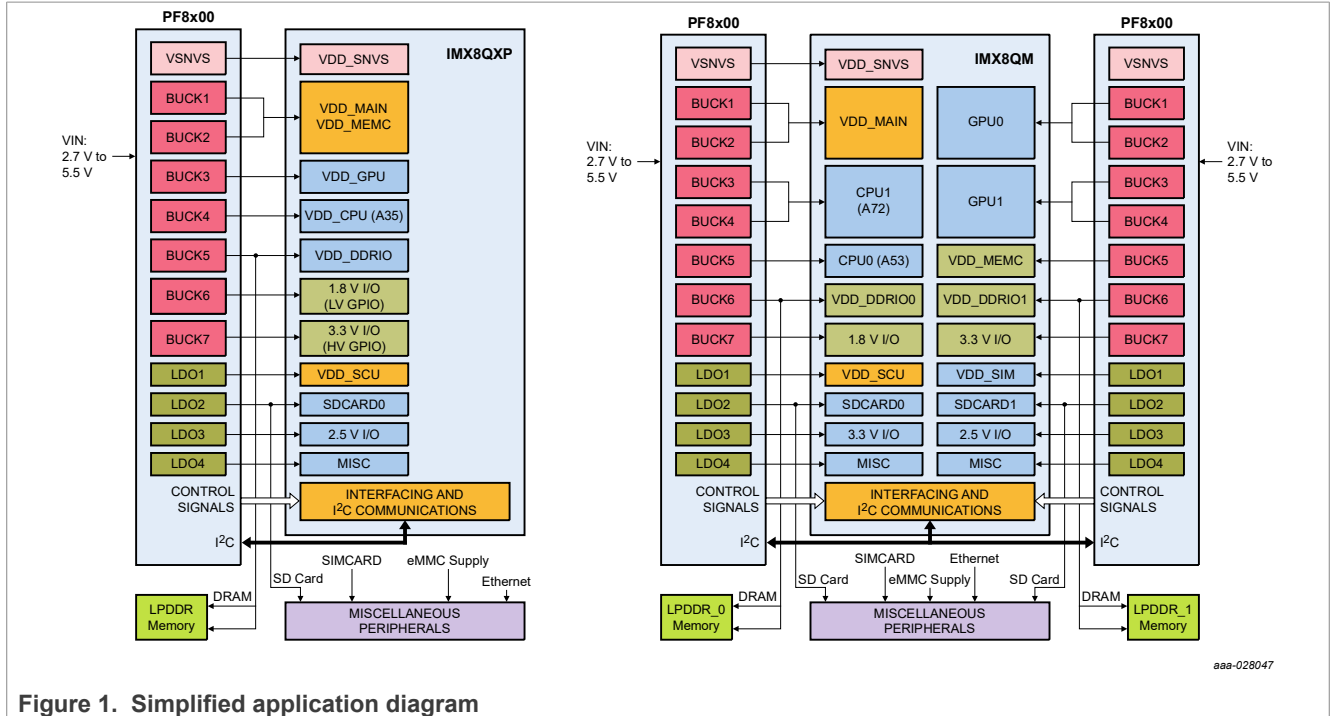 PF8x00
IMX8QXP
VSNVS
VDD_SNVS
BUCK1
BUCK2
VDD_MAIN
VDD_MEMC
VIN:
2.7 V to
5.5 V
BUCK3
VDD_GPU
BUCK4
VDD_CPU (A35)
BUCK5
VDD_DDRIO
BUCK6
1.8 V I/O
(LV GPIO)
BUCK7
3.3 V I/O
(HV GPIO)
LDO1
VDD_SCU
LDO2
SDCARD0
LDO3
2.5 V I/O
LDO4
MISC
CONTROL
SIGNALS
INTERFACING AND
I2C COMMUNICATIONS
I2C
SIMCARD
eMMC Supply
SD Card
Ethernet
DRAM
LPDDR
Memory
MISCELLANEOUS
PERIPHERALS
PF8x00
PF8x00
IMX8QM
VSNVS
VDD_SNVS
VSNVS
BUCK1
BUCK2
VDD_MAIN
GPU0
BUCK1
BUCK2
VIN:
2.7 V to
5.5 V
VIN:
2.7 V to
5.5 V
BUCK3
BUCK4
CPU1
(A72)
GPU1
BUCK3
BUCK4
BUCK5
CPU0 (A53)
VDD_MEMC
BUCK5
BUCK6
VDD_DDRIO0
VDD_DDRIO1
BUCK6
BUCK7
1.8 V I/O
3.3 V I/O
BUCK7
LDO1
VDD_SCU
VDD_SIM
LDO1
LDO2
SDCARD0
SDCARD1
LDO2
LDO3
3.3 V I/O
2.5 V I/O
LDO3
LDO4
MISC
MISC
LDO4
CONTROL
SIGNALS
INTERFACING AND
I2C COMMUNICATIONS
CONTROL
SIGNALS
I2C
I2C
SIMCARD
Ethernet
SD Card
eMMC Supply
SD Card
DRAM
DRAM
LPDDR_0
Memory
MISCELLANEOUS
PERIPHERALS
LPDDR_1
Memory
aaa-028047
Figure 1. Simplified application diagram